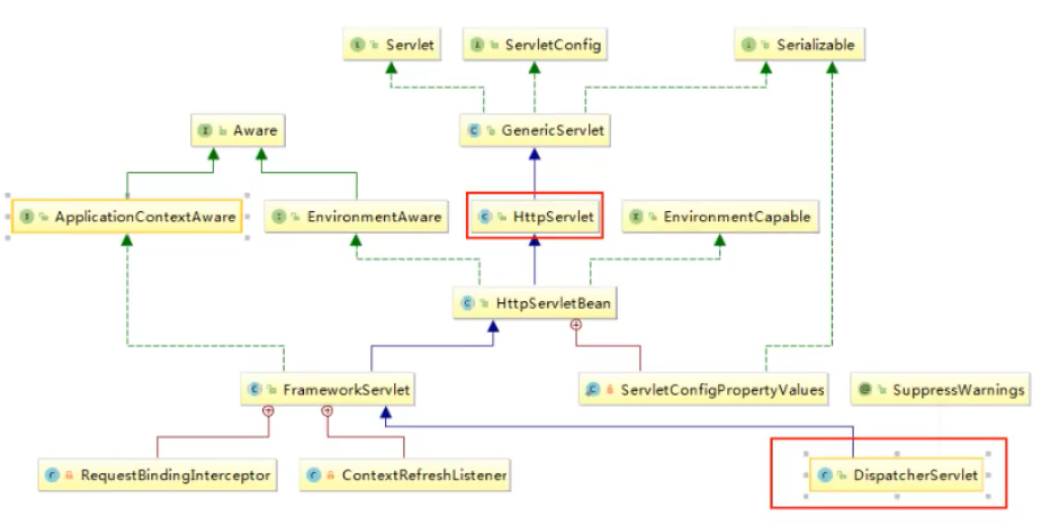 Servlet
ServletConfig
Serializable
Aware
GenericServlet
ApplicationContextAware
EnvironmentAware
HttpServlet
EnvironmentCapable
HttpServletBean
FrameworkServlet
ServletConfigPropertyValues
SuppressWarnings
RequestBindingInterceptor
ContextRefreshListener
DispatcherServlet